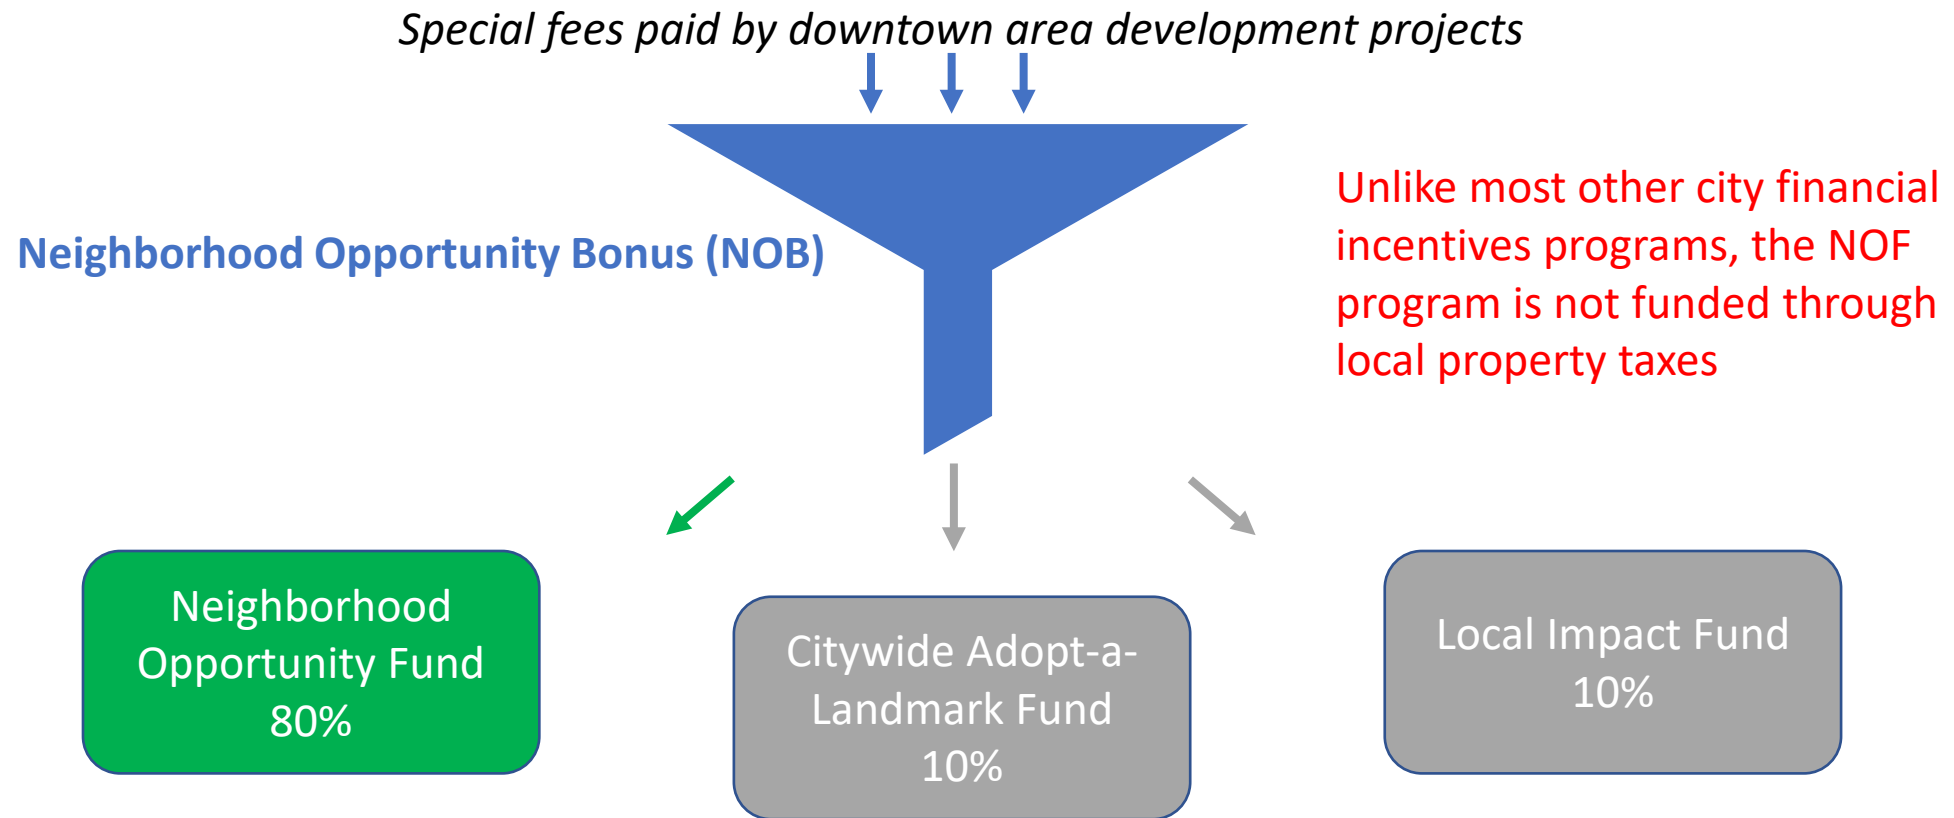 Special fees paid by downtown area development projects
Neighborhood Opportunity Bonus (NOB)
Unlike most other city financial
incentives programs, the NOF
program is not funded through
local property taxes
Neighborhood
Opportunity Fund
80%
Citywide Adopt-a-
Landmark Fund
10%
Local Impact Fund
10%